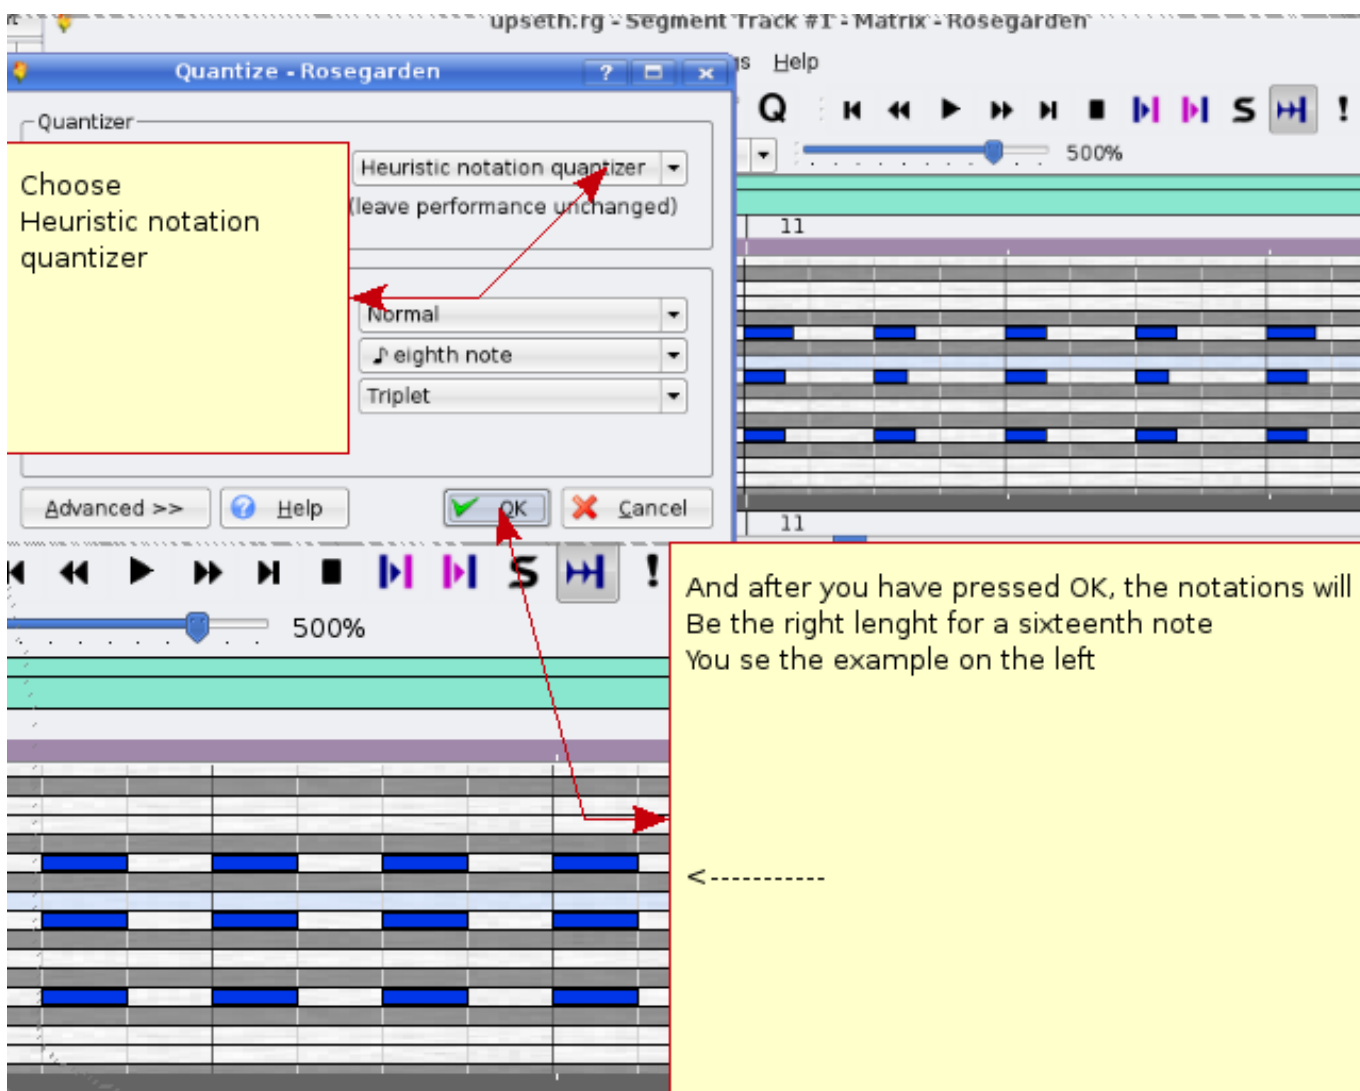 upseth.rg - Segment Track #1 - Matrix - Rosegarden
Quantize - Rosegarden
? x
gs Help
Q S !
Quantizer
500%
Choose
Heuristic notation
quantizer
Heuristic notation quantizer
(leave performance unchanged)
11
Normal
eighth note
Triplet
Advanced >> Help OK Cancel
11
S !
500%
And after you have pressed OK, the notations will
Be the right lenght for a sixteenth note
You se the example on the left
<-----------